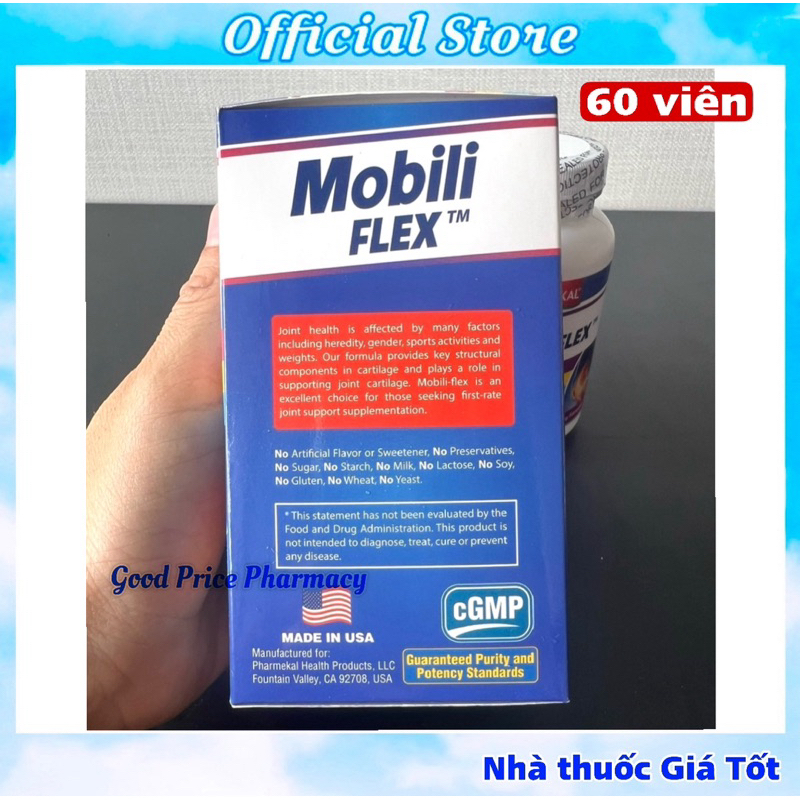 Official Store
60 viên
Mobili
FLEX™
Joint health is affected by many factors
including heredity, gender, sports activities and
weights. Our formula provides key structural
components in cartilage and plays a role in
supporting joint cartilage. Mobili-flex is an
excellent choice for those seeking first-rate
joint support supplementation.
No Artificial Flavor or Sweetener, No Preservatives,
No Sugar, No Starch, No Milk, No Lactose, No Soy,
No Gluten, No Wheat, No Yeast.
* This statement has not been evaluated by the
Food and Drug Administration. This product is
not intended to diagnose, treat, cure or prevent
any disease.
Good Price Pharmacy
MADE IN USA
Manufactured for:
Pharmekal Health Products, LLC
Fountain Valley, CA 92708, USA
cGMP
Guaranteed Purity and
Potency Standards
KAL
FLEX™
Nhà thuốc Giá Tốt